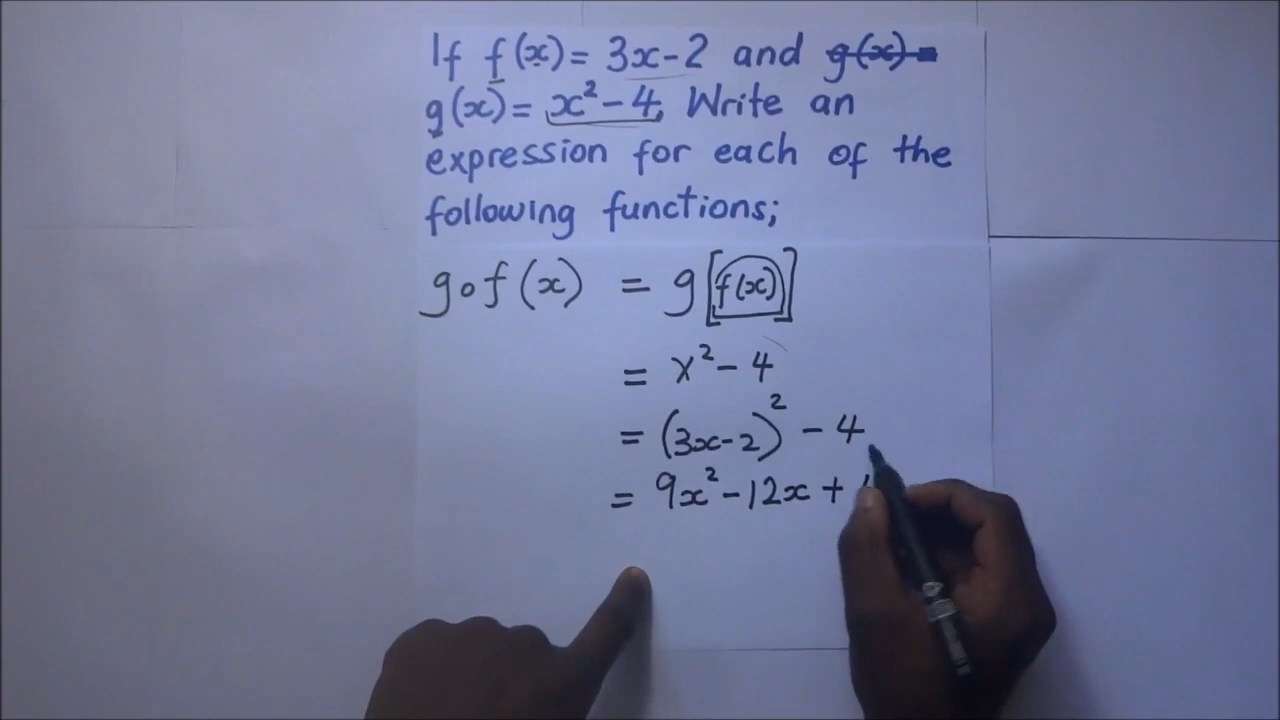 If f(x) = 3x-2 and g(x) =
g(x) = x² - 4, Write an
expression for each of the
following functions;
gof(x) = g[f(x)]
= x² - 4
= (3x-2)² - 4
= 9x² - 12x +